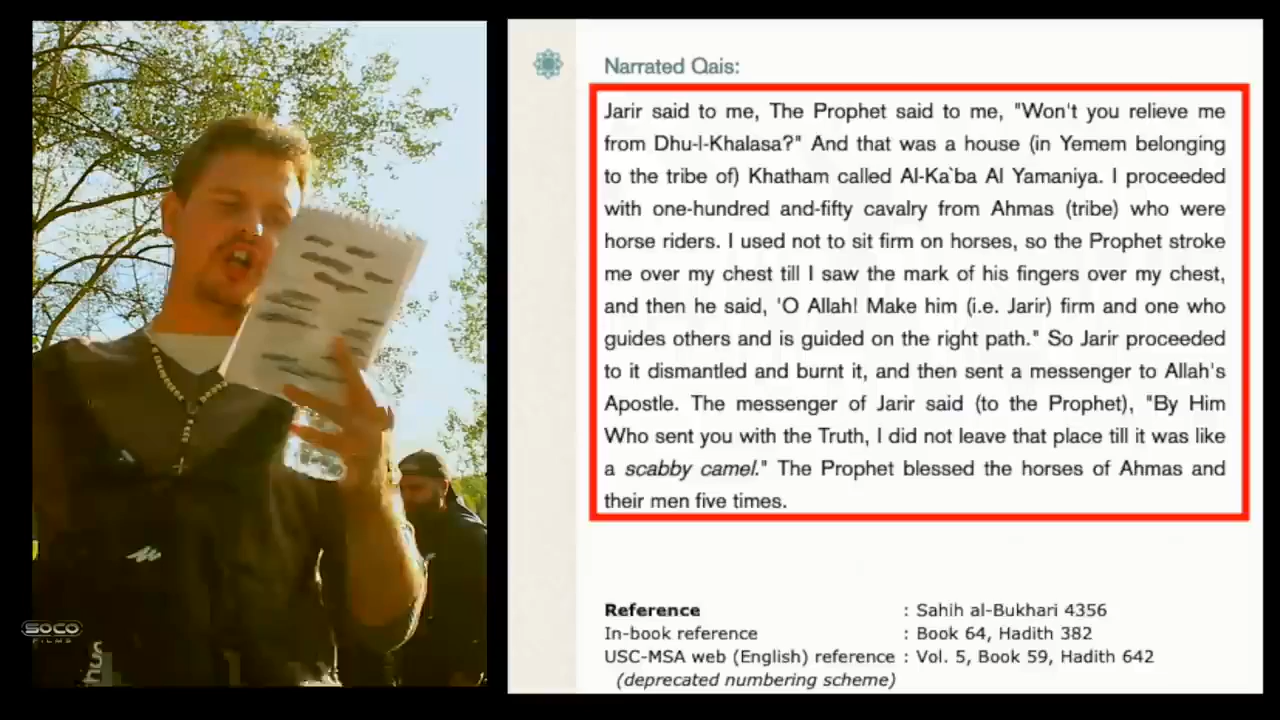 Narrated Qais:
Jarir said to me, The Prophet said to me, "Won't you relieve me
from Dhu-l-Khalasa?" And that was a house (in Yemem belonging
to the tribe of) Khatham called Al-Ka`ba Al Yamaniya. I proceeded
with one-hundred and-fifty cavalry from Ahmas (tribe) who were
horse riders. I used not to sit firm on horses, so the Prophet stroke
me over my chest till I saw the mark of his fingers over my chest,
and then he said, 'O Allah! Make him (i.e. Jarir) firm and one who
guides others and is guided on the right path." So Jarir proceeded
to it dismantled and burnt it, and then sent a messenger to Allah's
Apostle. The messenger of Jarir said (to the Prophet), "By Him
Who sent you with the Truth, I did not leave that place till it was like
a scabby camel." The Prophet blessed the horses of Ahmas and
their men five times.
Reference : Sahih al-Bukhari 4356
In-book reference : Book 64, Hadith 382
USC-MSA web (English) reference : Vol. 5, Book 59, Hadith 642
(deprecated numbering scheme)
SOCO
FILMS